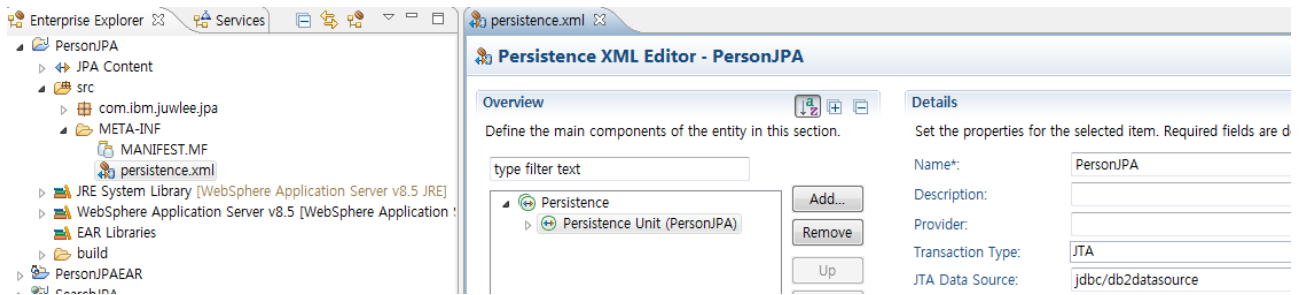 Enterprise Explorer
Services
PersonJPA
JPA Content
src
com.ibm.juwlee.jpa
META-INF
MANIFEST.MF
persistence.xml
JRE System Library [WebSphere Application Server v8.5 JRE]
WebSphere Application Server v8.5 [WebSphere Application
EAR Libraries
build
PersonJPAEAR
SearchJPA
persistence.xml
Persistence XML Editor - PersonJPA
Overview
Define the main components of the entity in this section.
type filter text
Persistence
Persistence Unit (PersonJPA)
Add...
Remove
Up
Details
Set the properties for the selected item. Required fields are
Name*:
PersonJPA
Description:
Provider:
Transaction Type:
JTA
JTA Data Source:
jdbc/db2datasource